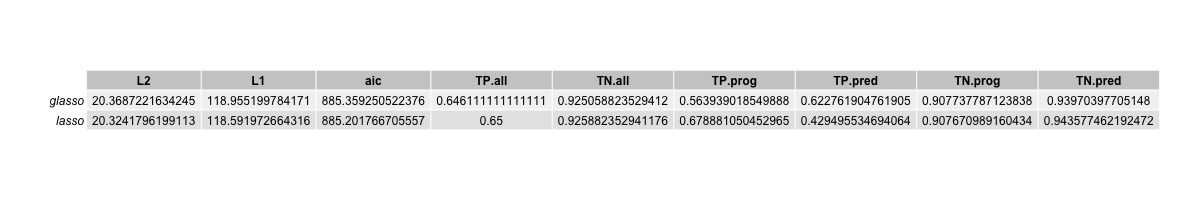 L2 L1 aic TP.all TN.all TP.prog TP.pred TN.prog TN.pred
glasso 20.3687221634245 118.955199784171 885.359250522376 0.646111111111111 0.925058823529412 0.563939018549888 0.622761904761905 0.907737787123838 0.93970397705148
lasso 20.3241796199113 118.591972664316 885.201766705557 0.65 0.925882352941176 0.678881050452965 0.429495534694064 0.907670989160434 0.943577462192472